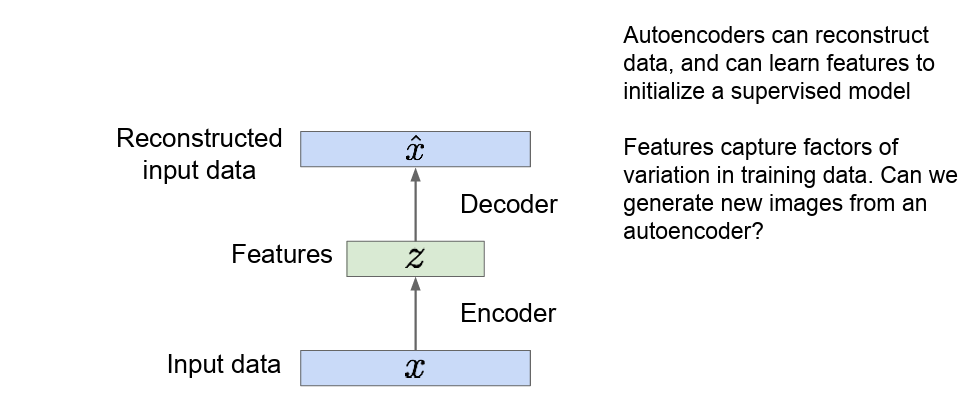 Autoencoders can reconstruct
data, and can learn features to
initialize a supervised model
Features capture factors of
variation in training data. Can we
generate new images from an
autoencoder?
Reconstructed
input data
x̂
Decoder
Features
z
Encoder
Input data
x